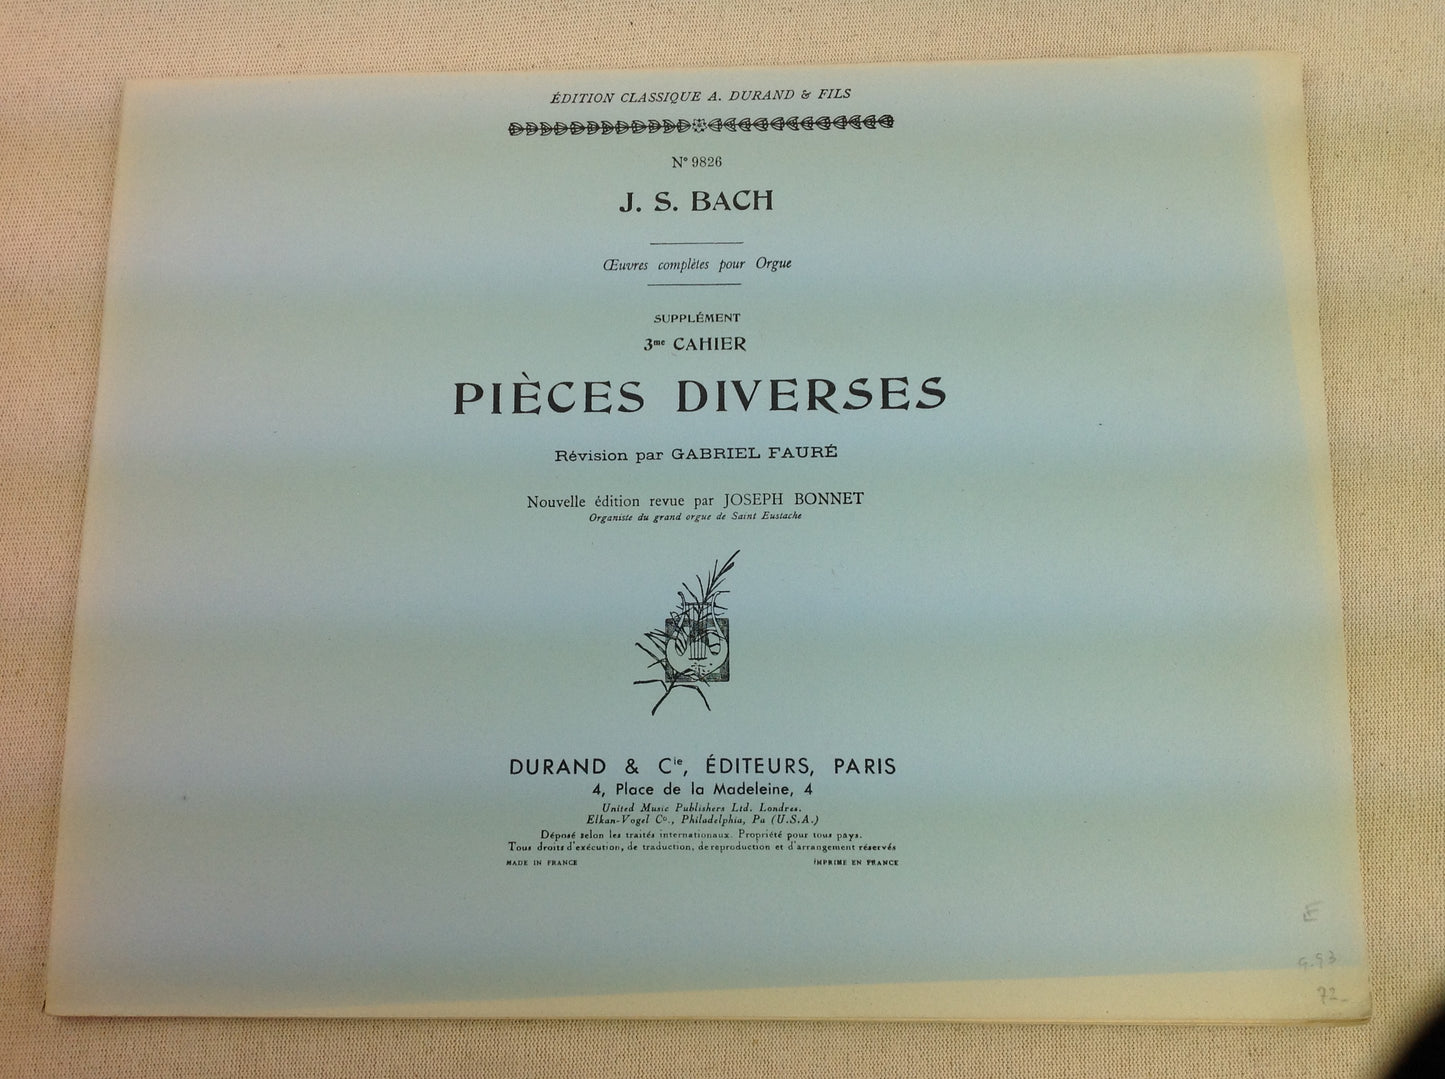 ÉDITION CLASSIQUE A. DURAND & FILS
N° 9826
J. S. BACH
Œuvres complètes pour Orgue
SUPPLÉMENT
3me CAHIER
PIÈCES DIVERSES
Révision par GABRIEL FAURÉ
Nouvelle édition revue par JOSEPH BONNET
Organiste du grand orgue de Saint Eustache
DURAND & Cie, ÉDITEURS, PARIS
4, Place de la Madeleine, 4
United Music Publishers Ltd. Londres.
Elkan-Vogel Co., Philadelphia, Pa (U.S.A.)
Déposé selon les traités internationaux. Propriété pour tous pays.
Tous droits d'exécution, de traduction, de reproduction et d'arrangement réservés
MADE IN FRANCE IMPRIMÉ EN FRANCE
E
9.93
72_